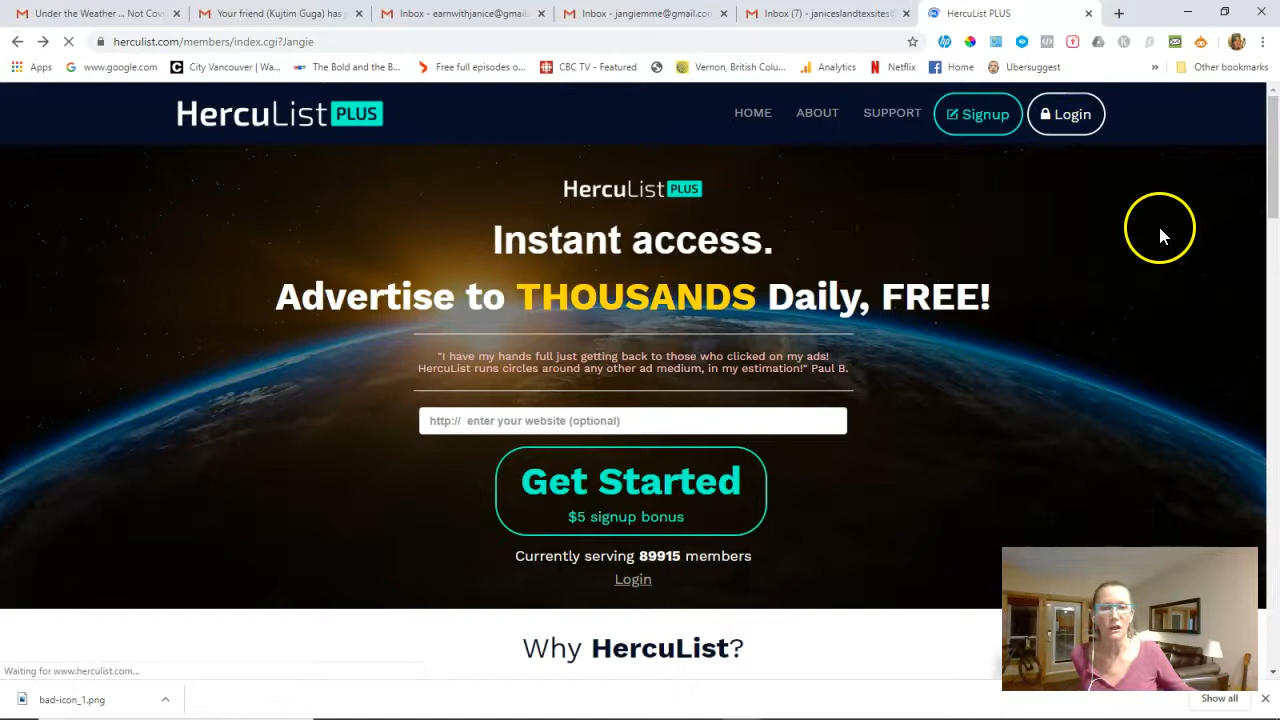 Under the Weather ... Not Cov
Your friend (Kujtim Guga) has
Inbox - earnwithjanice@gmail.
Inbox - jangiemme@gmail.com
Inbox (7) - janiceslandtexsites@
HercuList PLUS
herculist.com/members/index.cgi?Jangie
Apps
www.google.com
City Vancouver | Wa...
The Bold and the B...
Free full episodes o...
CBC TV - Featured
Vernon, British Colu...
Analytics
Netflix
Home
Ubersuggest
»
Other bookmarks
HercuList PLUS
HOME
ABOUT
SUPPORT
Signup
Login
HercuList PLUS
Instant access.
Advertise to THOUSANDS Daily, FREE!
"I have my hands full just getting back to those who clicked on my ads!
HercuList runs circles around any other ad medium, in my estimation!" Paul B.
http:// enter your website (optional)
Get Started
$5 signup bonus
Currently serving 89915 members
Login
Why HercuList?
Waiting for www.herculist.com...
bad-icon_1.png
Show all